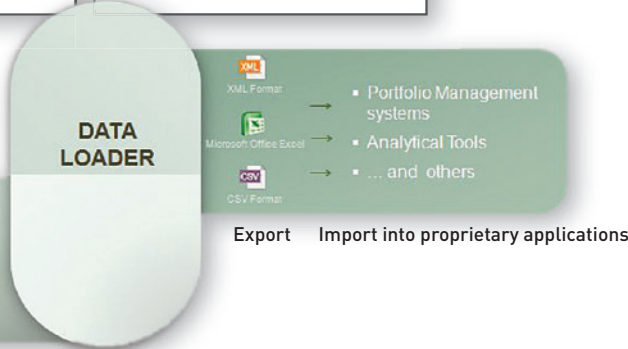 DATA
LOADER
XML
XML Format
Microsoft Office Excel
CSV
CSV Format
→ ▪ Portfolio Management
systems
→ ▪ Analytical Tools
→ ▪ ... and others
Export Import into proprietary applications